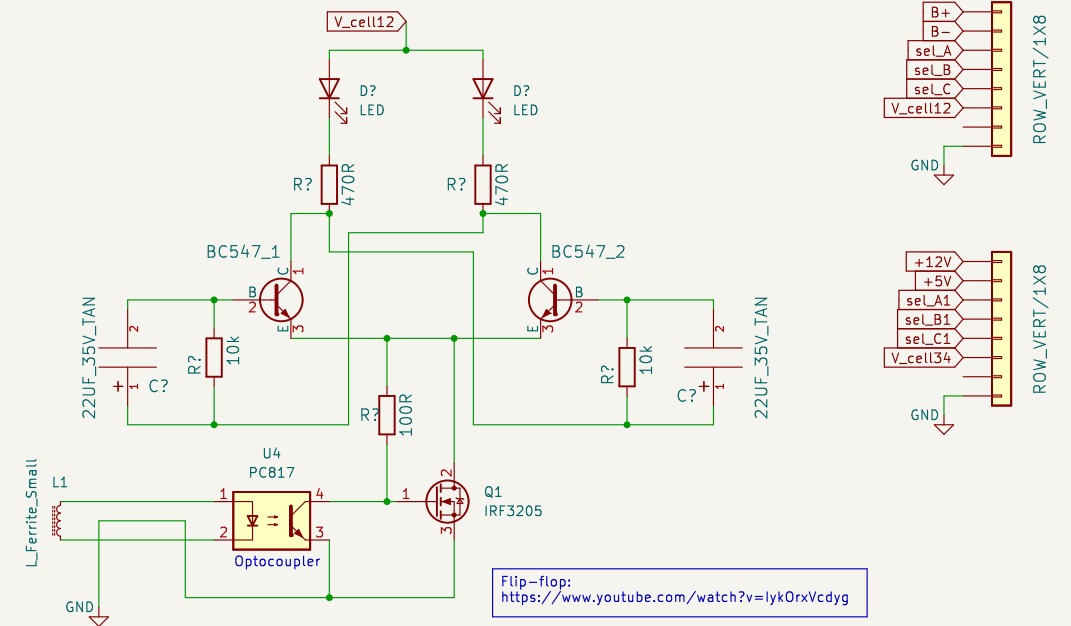 V_cell12
D?
LED
D?
LED
R?
470R
R?
470R
BC547_1
BC547_2
C
1
B
2
E
3
C
1
B
2
E
3
22UF_35V_TAN
2
+
1
C?
R?
10k
R?
10k
2
+
1
C?
22UF_35V_TAN
R?
100R
U4
PC817
1
2
4
3
Optocoupler
L1
L_Ferrite_Small
GND
1
2
3
Q1
IRF3205
Flip-flop:
https://www.youtube.com/watch?v=IykOrxVcdyg
B+
B-
sel_A
sel_B
sel_C
V_cell12
GND
ROW_VERT/1X8
+12V
+5V
sel_A1
sel_B1
sel_C1
V_cell34
GND
ROW_VERT/1X8